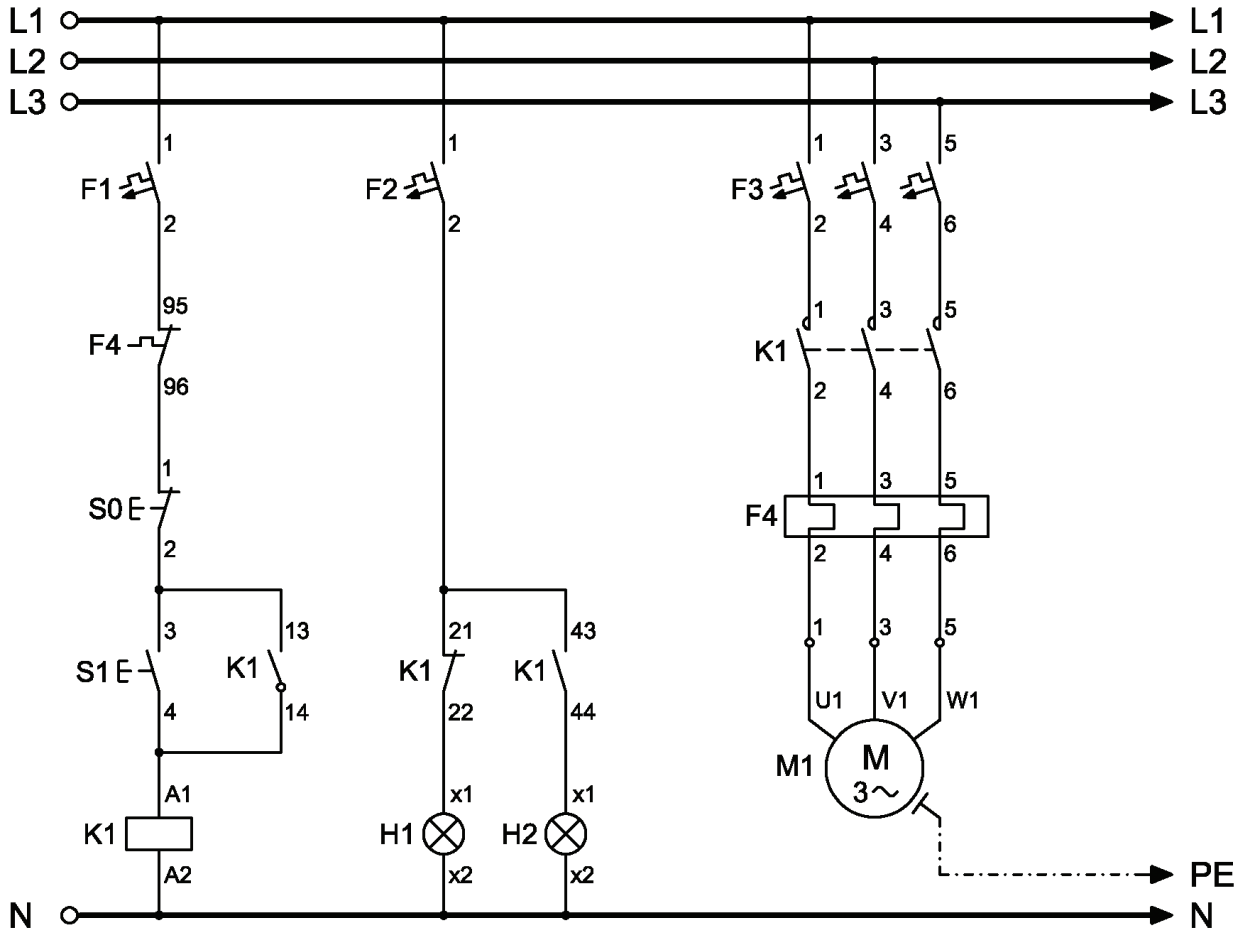 L1 L1
L2 L2
L3 L3
1 1 1 3 5
F1 F2 F3
2 2 2 4 6
95 1 3 5
F4 K1
96 2 4 6
1 1 3 5
S0 F4
2 2 4 6
3 13 21 43 1 3 5
S1 K1 K1 K1
4 14 22 44 U1 V1 W1
M1 M
3~
A1 x1 x1
K1 H1 H2
A2 x2 x2 PE
N N